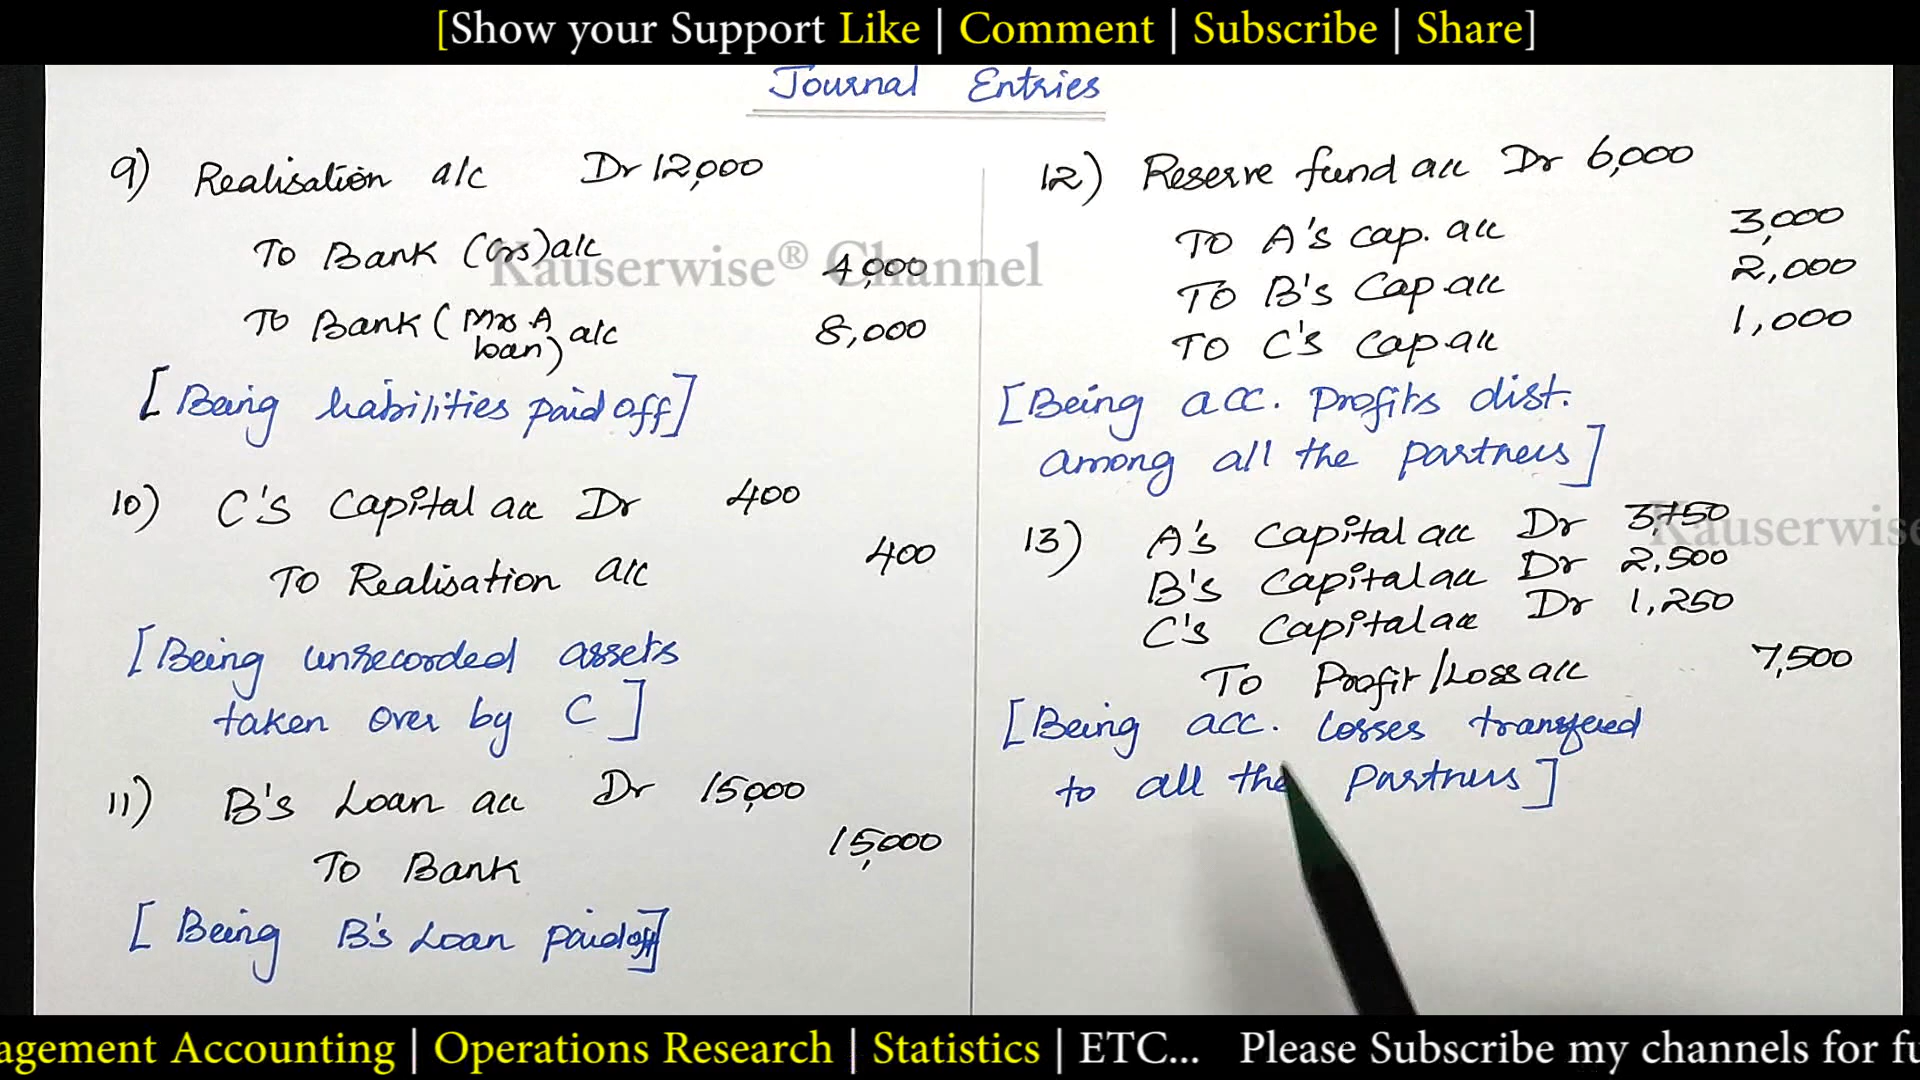 [Show your Support Like | Comment | Subscribe | Share]
Journal Entries
9) Realisation a/c Dr 12,000
To Bank (Crs) a/c 4,000
To Bank (Mrs A loan) a/c 8,000
[Being liabilities paid off]
10) C's Capital a/c Dr 400
To Realisation a/c 400
[Being unrecorded assets
taken over by C]
11) B's Loan a/c Dr 15,000
To Bank 15,000
[Being B's Loan paid off]
12) Reserve fund a/c Dr 6,000
To A's Cap. a/c 3,000
To B's Cap. a/c 2,000
To C's Cap a/c 1,000
[Being acc. Profits dist.
among all the partners]
13) A's Capital a/c Dr 3,750
B's Capital a/c Dr 2,500
C's Capital a/c Dr 1,250
To Profit/Loss a/c 7,500
[Being acc. losses transfered
to all the Partners]
Kauserwise® Channel
Kauserwise
agement Accounting | Operations Research | Statistics | ETC... Please Subscribe my channels for fu